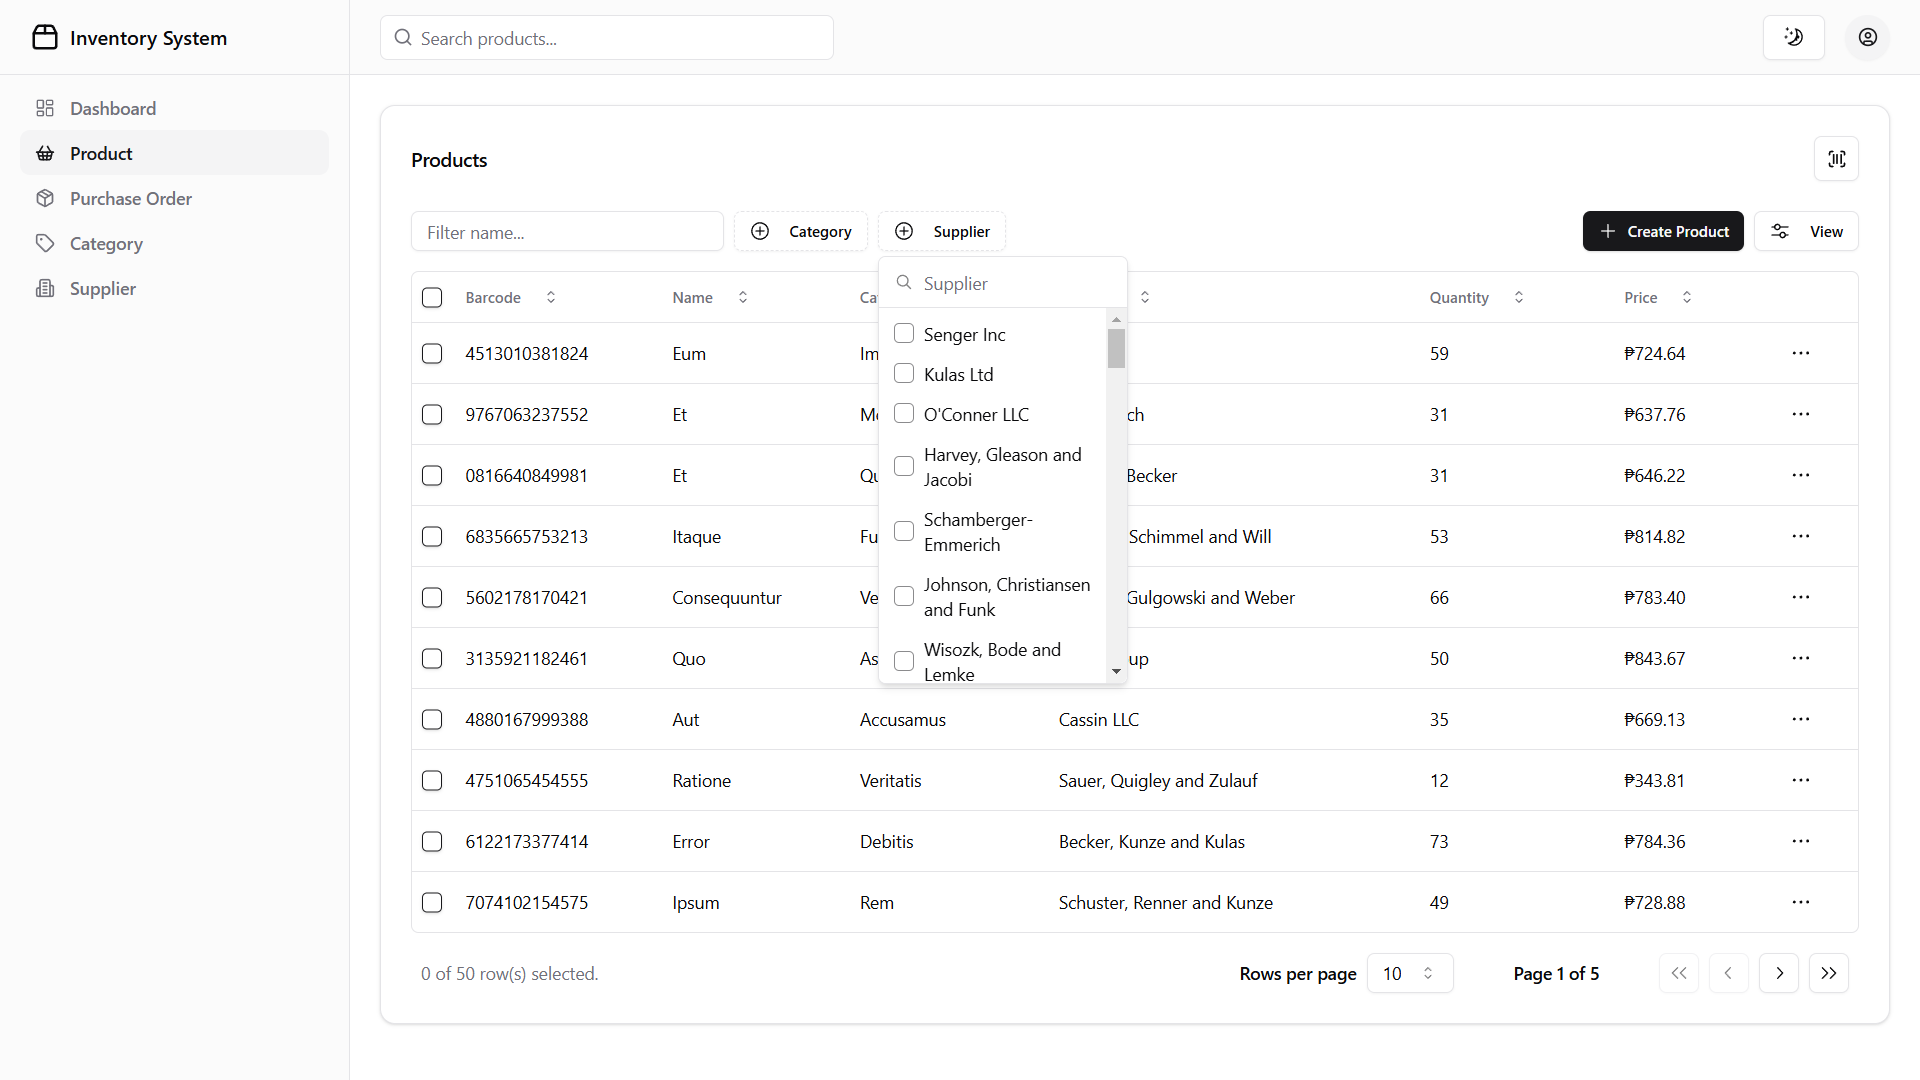 Inventory System
Search products...
Dashboard
Product
Purchase Order
Category
Supplier
Products
Filter name...
Category
Supplier
Create Product
View
Supplier
Senger Inc
Kulas Ltd
O'Conner LLC
Harvey, Gleason and
Jacobi
Schamberger-
Emmerich
Johnson, Christiansen
and Funk
Wisozk, Bode and
Lemke
Barcode Name Ca Quantity Price
4513010381824 Eum Im 59 ₱724.64
9767063237552 Et Mo ch 31 ₱637.76
0816640849981 Et Qu Becker 31 ₱646.22
6835665753213 Itaque Fu Schimmel and Will 53 ₱814.82
5602178170421 Consequuntur Ve Gulgowski and Weber 66 ₱783.40
3135921182461 Quo As up 50 ₱843.67
4880167999388 Aut Accusamus Cassin LLC 35 ₱669.13
4751065454555 Ratione Veritatis Sauer, Quigley and Zulauf 12 ₱343.81
6122173377414 Error Debitis Becker, Kunze and Kulas 73 ₱784.36
7074102154575 Ipsum Rem Schuster, Renner and Kunze 49 ₱728.88
0 of 50 row(s) selected.
Rows per page 10
Page 1 of 5